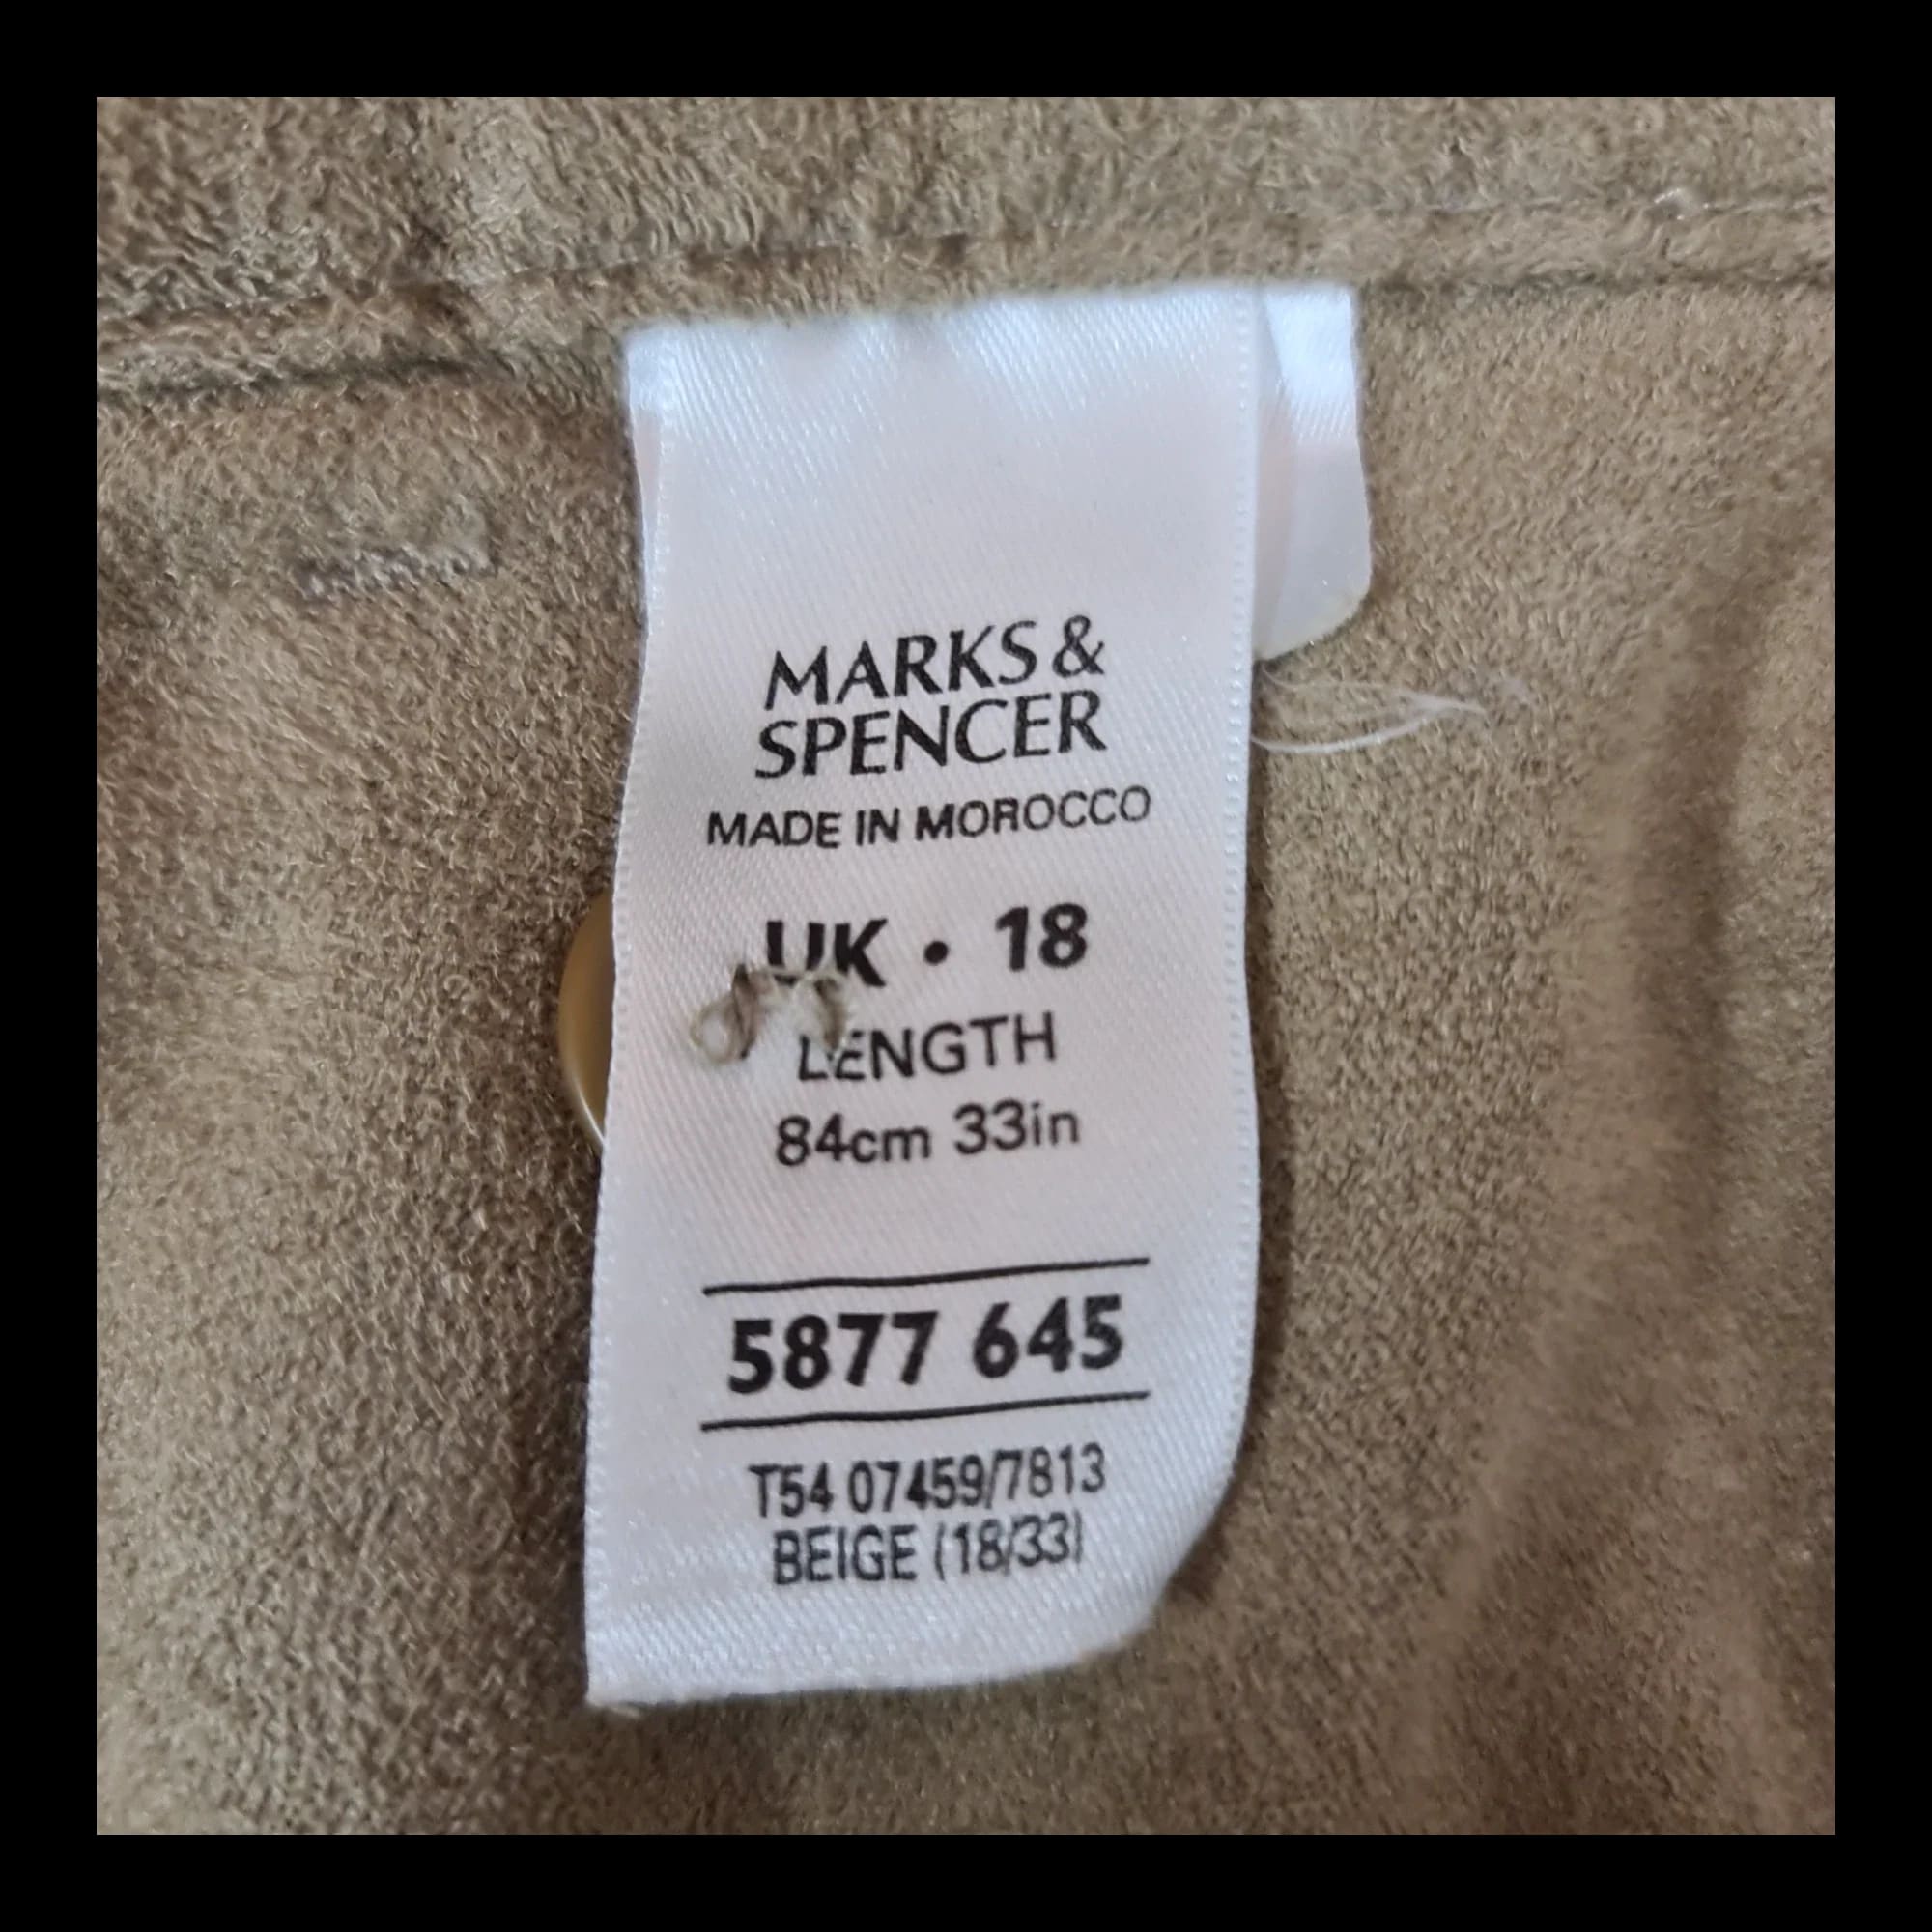 MARKS &
SPENCER
MADE IN MOROCCO
UK • 18
LENGTH
84cm 33in
5877 645
T54 07459/7813
BEIGE (18/33)